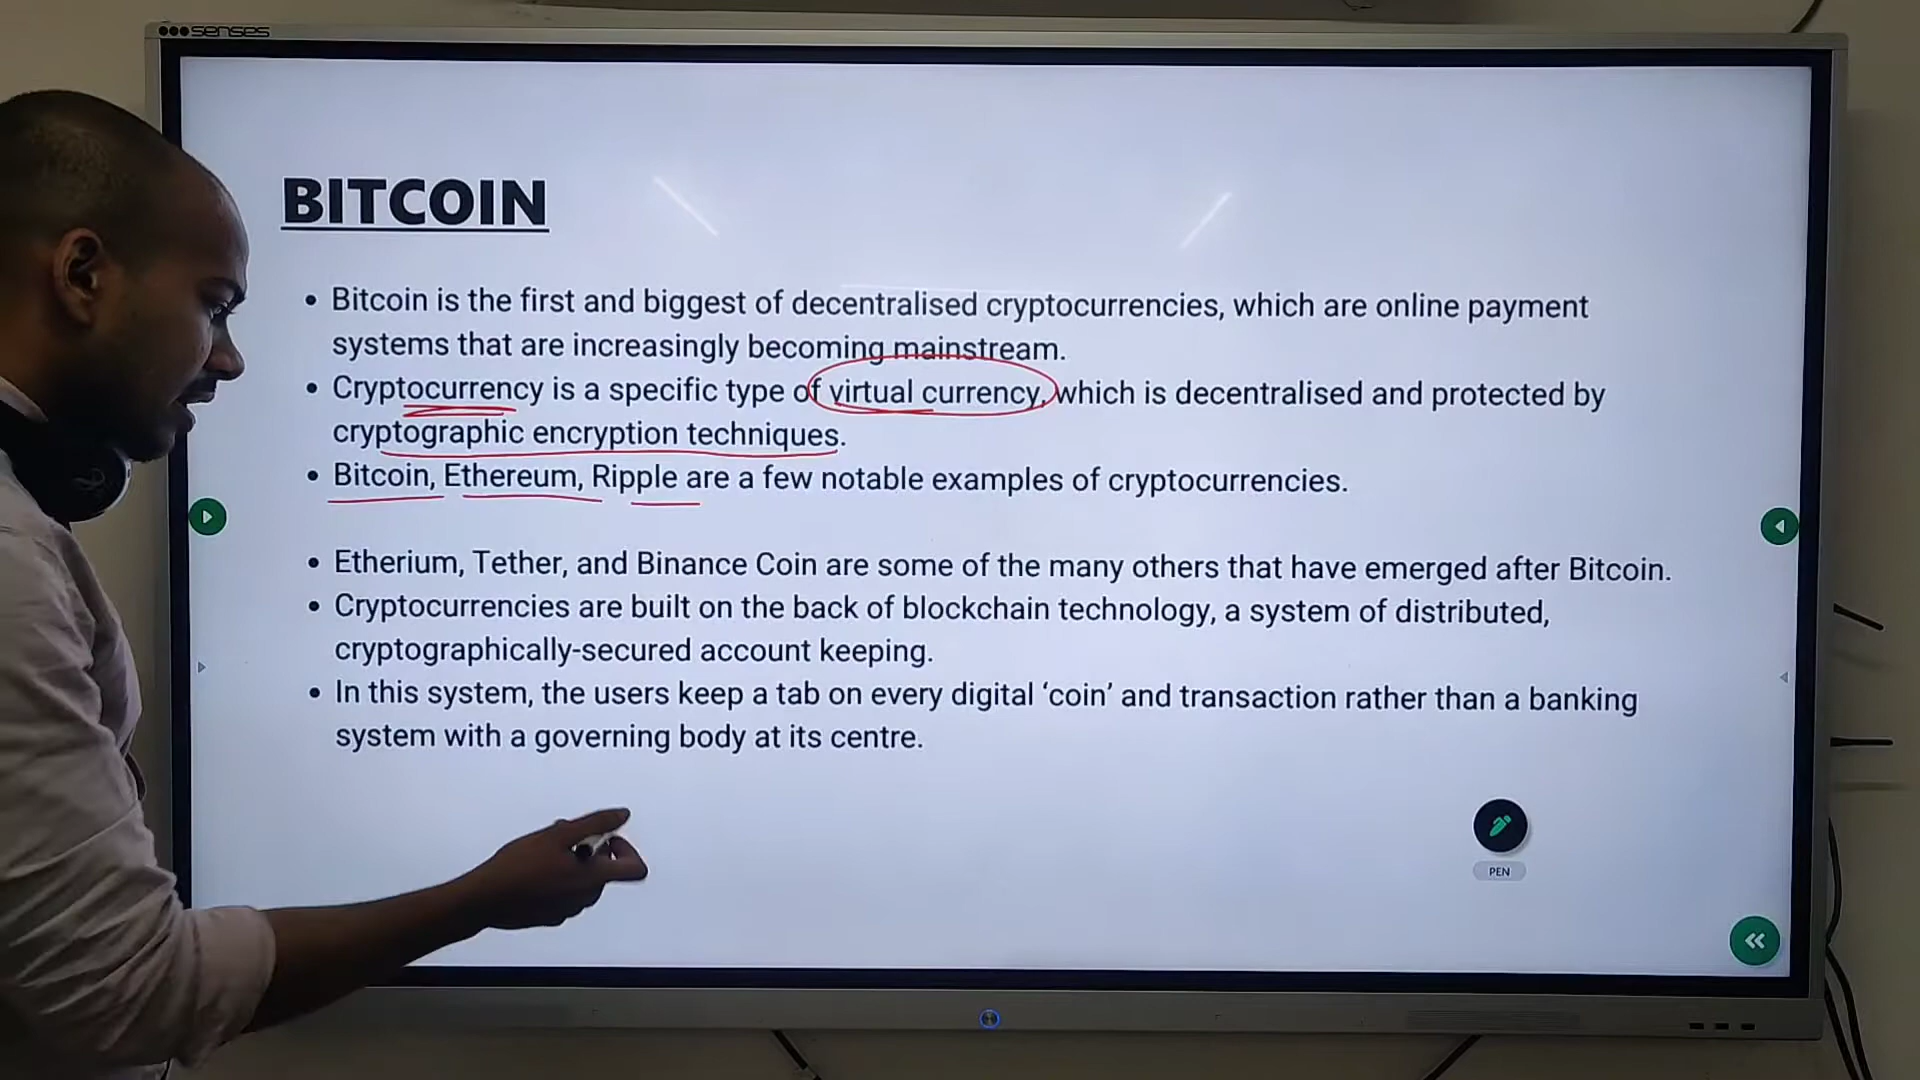 senses
BITCOIN
• Bitcoin is the first and biggest of decentralised cryptocurrencies, which are online payment
systems that are increasingly becoming mainstream.
• Cryptocurrency is a specific type of virtual currency, which is decentralised and protected by
cryptographic encryption techniques.
• Bitcoin, Ethereum, Ripple are a few notable examples of cryptocurrencies.
• Etherium, Tether, and Binance Coin are some of the many others that have emerged after Bitcoin.
• Cryptocurrencies are built on the back of blockchain technology, a system of distributed,
cryptographically-secured account keeping.
• In this system, the users keep a tab on every digital ‘coin’ and transaction rather than a banking
system with a governing body at its centre.
PEN